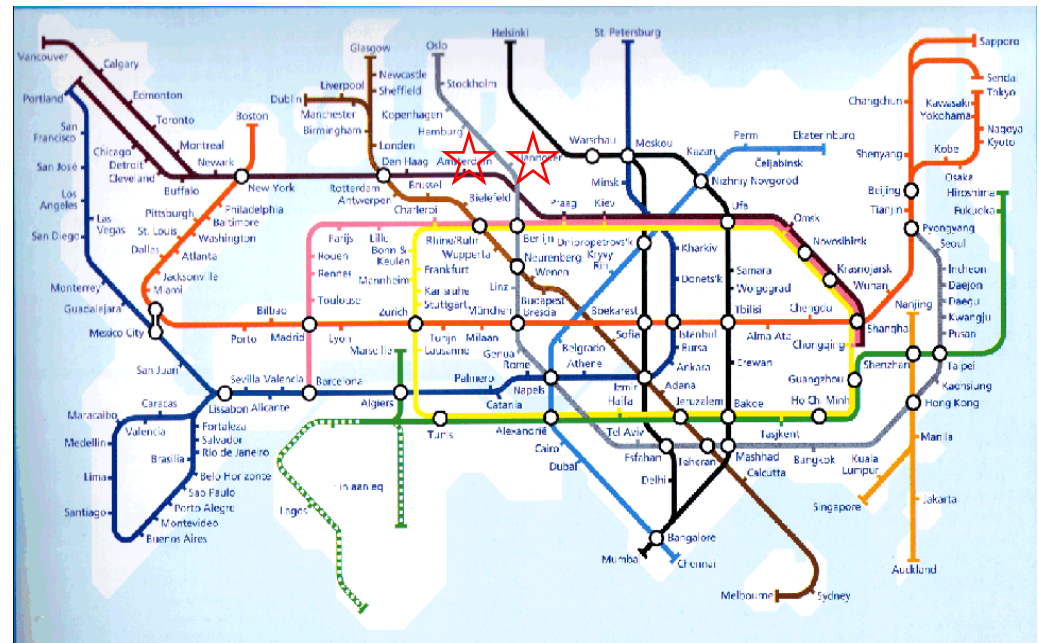 Vancouver
Calgary
Edmonton
Toronto
Montreal
Newark
Portland
San
Francisco
San José
Los
Angeles
Las
Vegas
San Diego
Chicago
Detroit
Cleveland
Buffalo
Boston
New York
Pittsburgh
Philadelphia
Baltimore
St. Louis
Washington
Dallas
Atlanta
Jacksonville
Miami
Monterrey
Guadalajara
Mexico City
San Juan
Maracaibo
Caracas
Valencia
Medellin
Lima
Santiago
Fortaleza
Salvador
Rio de Janeiro
Brasilia
Belo Horzonte
Sao Paulo
Porto Alegre
Montevideo
Buenos Aires
Glasgow
Newcastle
Sheffield
Liverpool
Dublin
Manchester
Birmingham
Londen
Den Haag
Amsterdam
Rotterdam
Antwerpen
Brussel
Charleroi
Oslo
Stockholm
Kopenhagen
Hamburg
Hannover
Bielefeld
Helsinki
St. Petersburg
Warschau
Moskou
Minsk
Kazan
Perm
Ekaterinburg
Čeljabinsk
Nizhniy Novgorod
Ufa
Praag
Kiev
Omsk
Novosibirsk
Krasnojarsk
Parijs
Lille
Rouen
Bonn &
Keulen
Rennes
Toulouse
Mannheim
Rhine/Ruhr
Wupperta
Frankfurt
Karlsruhe
Stuttgart
Berlijn
Neurenberg
Wenen
Linz
Budapest
Dnipropetrovs'k
Kryvy
Rih
Kharkiv
Donets'k
Samara
Wolgograd
Bilbao
Porto
Madrid
Lyon
Zurich
Turijn
Lausanne
Milaan
München
Brescia
Genua
Rome
Boekarest
Sofia
Belgrado
Athene
Istanbul
Bursa
Ankara
Tbilisi
Alma Ata
Erewan
Chengdu
Chongqing
Wuhan
Shanghai
Nanjing
Marseille
Sevilla
Valencia
Lissabon
Alicante
Barcelona
Algiers
Palmero
Catania
Napels
Izmir
Adana
Haifa
Jeruzalem
Bakoe
Ho Chi Minh
Guangzhou
Shenzhan
Taipei
Kaohsiung
Hong Kong
Tunis
Alexandrië
Tel Aviv
Tasjkent
Cairo
Dubai
Esfahan
Teheran
Mashhad
Bangkok
Kuala
Lumpur
Calcutta
Delhi
Singapore
Manila
Jakarta
Auckland
Lagos
Bangalore
Mumbai
Chennai
Melbourne
Sydney
Sapporo
Sendai
Tokyo
Kawasaki
Yokohama
Nagoya
Kyoto
Kobe
Osaka
Hiroshima
Fukuoka
Changchun
Shenyang
Beijing
Tianjin
Pyongyang
Seoul
Incheon
Daejon
Daequ
Kwangju
Pusan